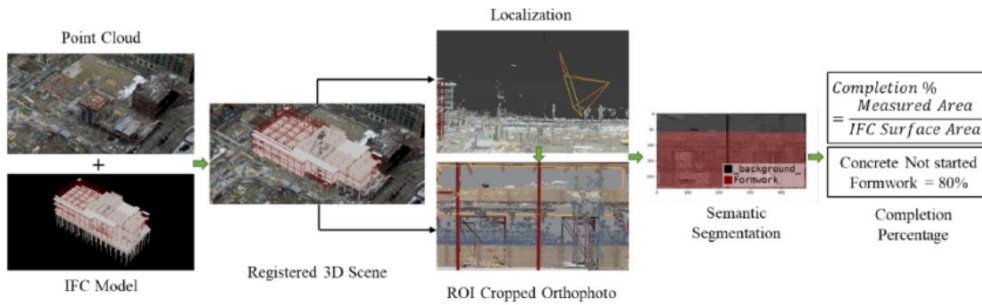 Point Cloud
+
IFC Model
Registered 3D Scene
Localization
ROI Cropped Orthophoto
_background_
Formwork
Semantic
Segmentation
Completion %
= Measured Area
IFC Surface Area
Concrete Not started
Formwork = 80%
Completion
Percentage